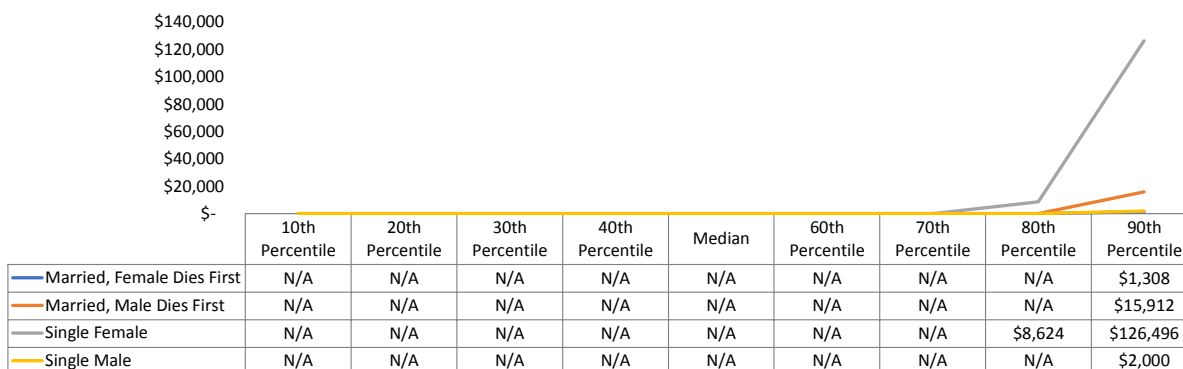 $140,000
$120,000
$100,000
$80,000
$60,000
$40,000
$20,000
$-
10th Percentile 20th Percentile 30th Percentile 40th Percentile Median 60th Percentile 70th Percentile 80th Percentile 90th Percentile
Married, Female Dies First N/A N/A N/A N/A N/A N/A N/A N/A $1,308
Married, Male Dies First N/A N/A N/A N/A N/A N/A N/A N/A $15,912
Single Female N/A N/A N/A N/A N/A N/A N/A $8,624 $126,496
Single Male N/A N/A N/A N/A N/A N/A N/A N/A $2,000